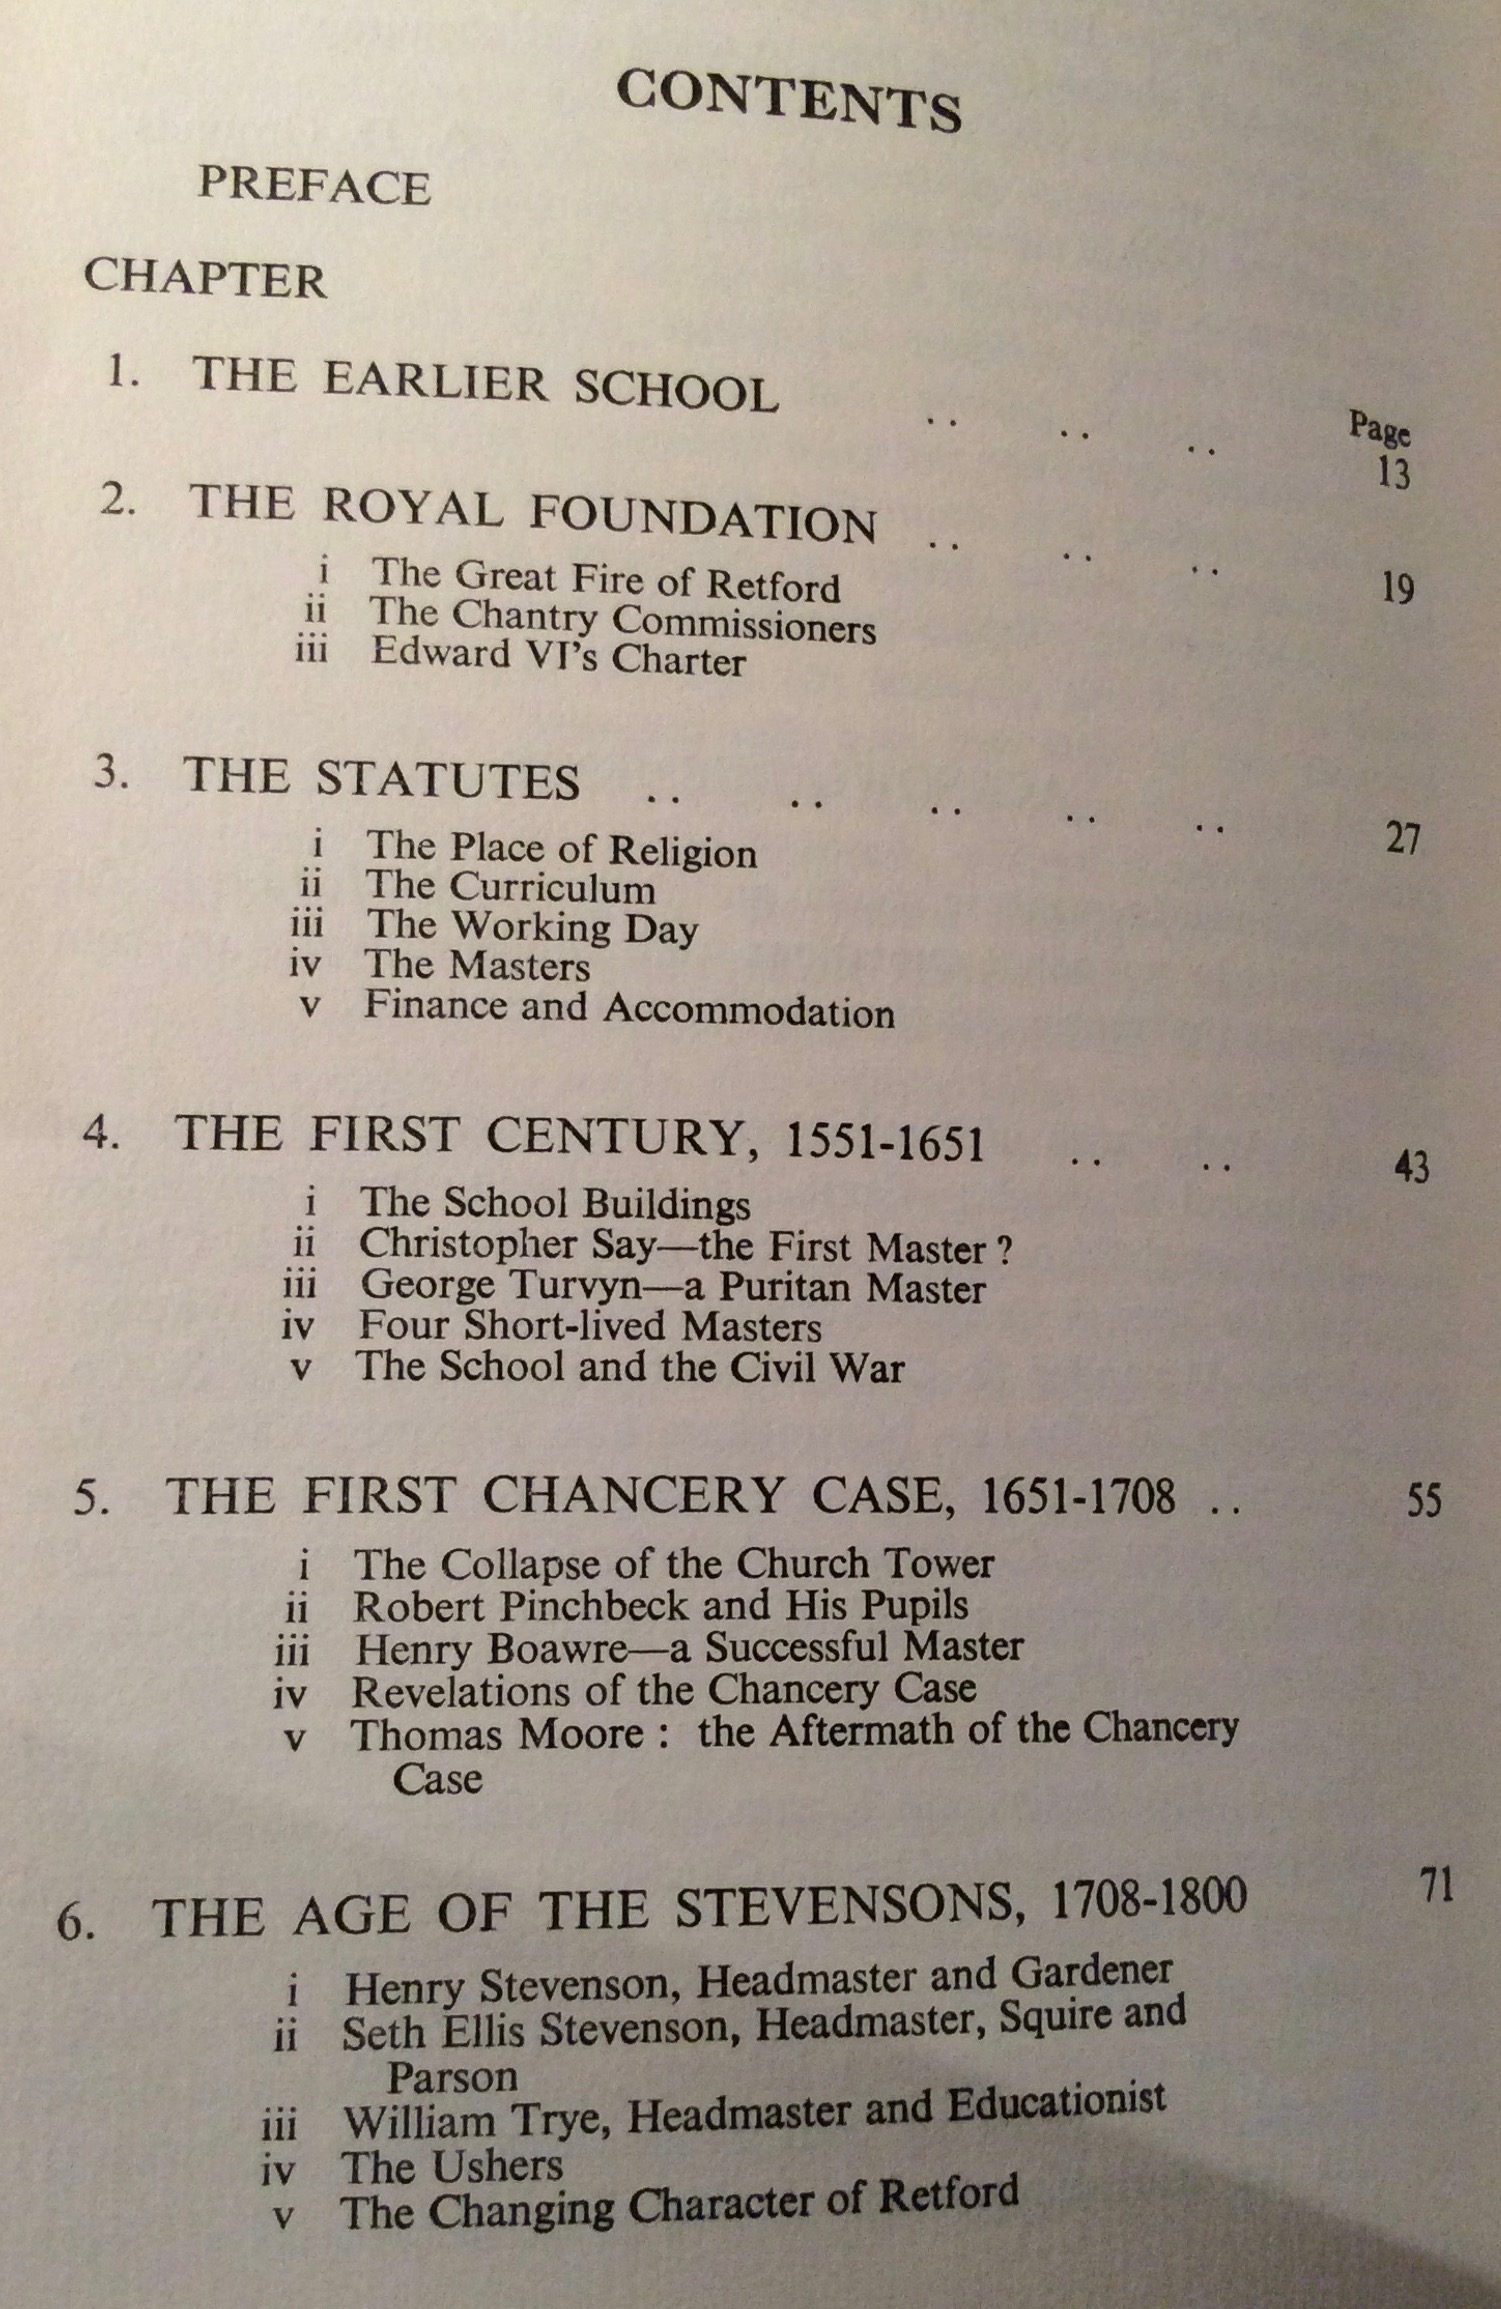 CONTENTS
PREFACE
CHAPTER
Page
1. THE EARLIER SCHOOL .. .. .. 13
2. THE ROYAL FOUNDATION .. .. .. 19
i The Great Fire of Retford
ii The Chantry Commissioners
iii Edward VI's Charter
3. THE STATUTES .. .. .. .. .. 27
i The Place of Religion
ii The Curriculum
iii The Working Day
iv The Masters
v Finance and Accommodation
4. THE FIRST CENTURY, 1551-1651 .. .. 43
i The School Buildings
ii Christopher Say—the First Master ?
iii George Turvyn—a Puritan Master
iv Four Short-lived Masters
v The School and the Civil War
5. THE FIRST CHANCERY CASE, 1651-1708 .. 55
i The Collapse of the Church Tower
ii Robert Pinchbeck and His Pupils
iii Henry Boawre—a Successful Master
iv Revelations of the Chancery Case
v Thomas Moore : the Aftermath of the Chancery
Case
6. THE AGE OF THE STEVENSONS, 1708-1800 71
i Henry Stevenson, Headmaster and Gardener
ii Seth Ellis Stevenson, Headmaster, Squire and
Parson
iii William Trye, Headmaster and Educationist
iv The Ushers
v The Changing Character of Retford